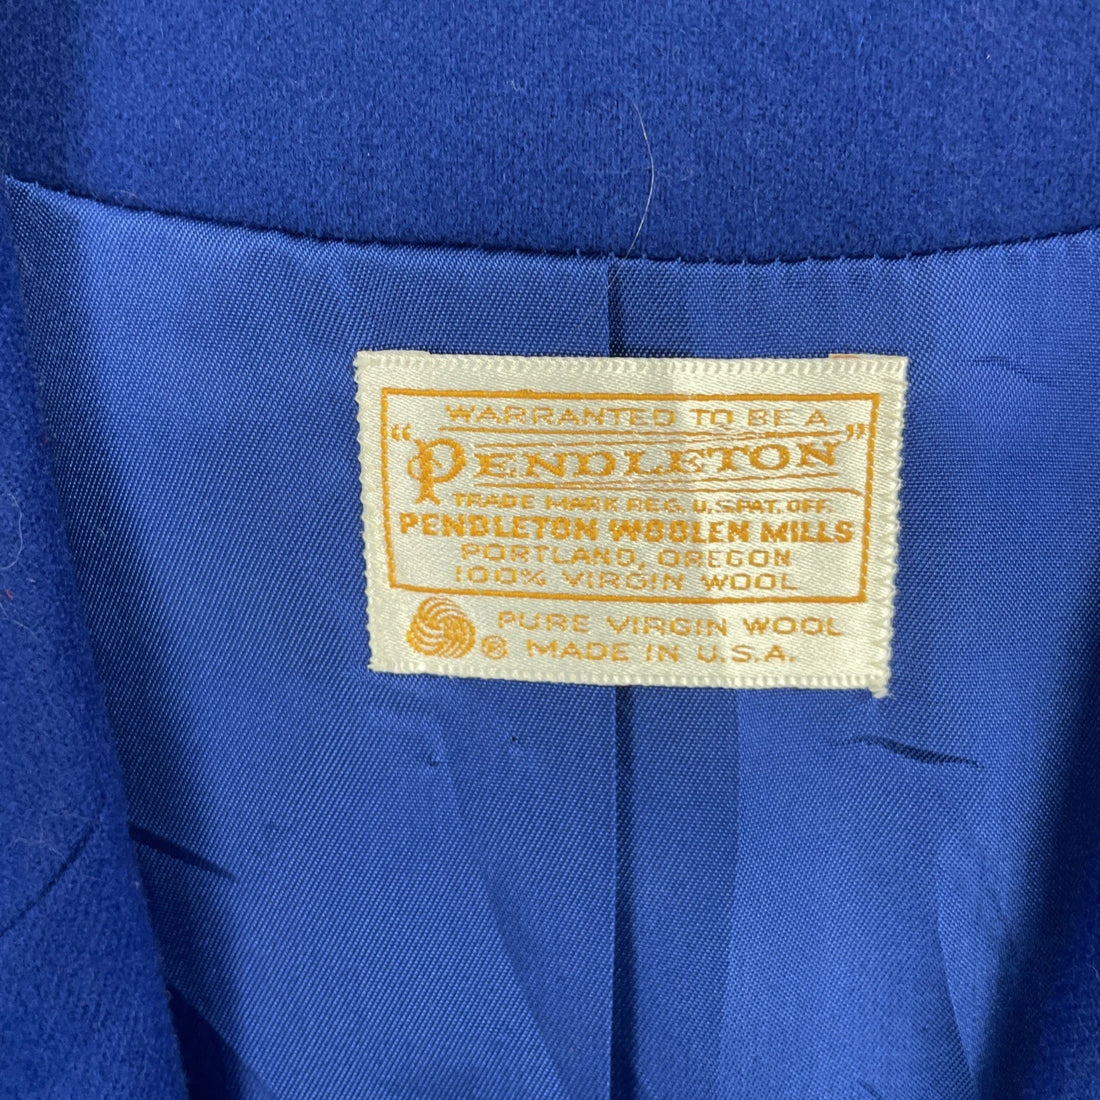 WARRANTED TO BE A
"PENDLETON"
TRADE MARK REG. U.S. PAT. OFF.
PENDLETON WOOLEN MILLS
PORTLAND, OREGON
100% VIRGIN WOOL
PURE VIRGIN WOOL
® MADE IN U.S.A.